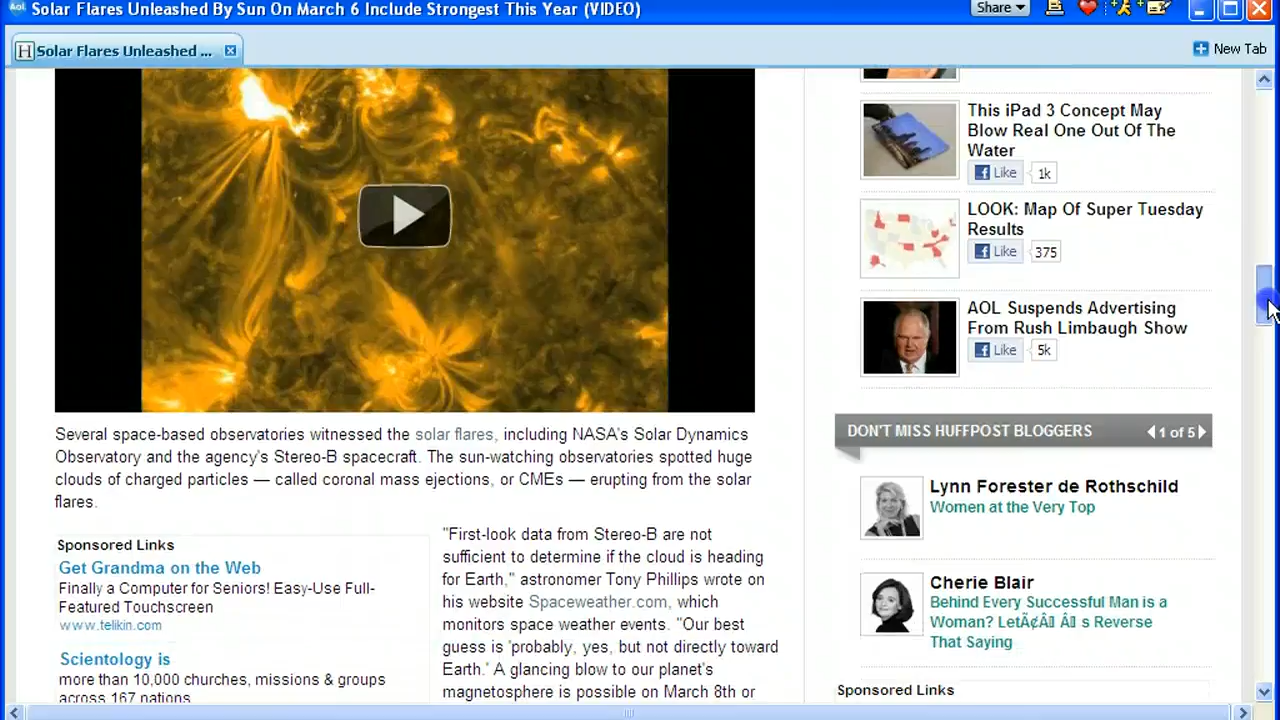 Aol
Solar Flares Unleashed By Sun On March 6 Include Strongest This Year (VIDEO)
Share
H Solar Flares Unleashed ...
New Tab
This iPad 3 Concept May
Blow Real One Out Of The
Water
Like 1k
LOOK: Map Of Super Tuesday
Results
Like 375
AOL Suspends Advertising
From Rush Limbaugh Show
Like 5k
Several space-based observatories witnessed the solar flares, including NASA's Solar Dynamics
Observatory and the agency's Stereo-B spacecraft. The sun-watching observatories spotted huge
clouds of charged particles — called coronal mass ejections, or CMEs — erupting from the solar
flares.
Sponsored Links
Get Grandma on the Web
Finally a Computer for Seniors! Easy-Use Full-
Featured Touchscreen
www.telikin.com
Scientology is
more than 10,000 churches, missions & groups
across 167 nations
"First-look data from Stereo-B are not
sufficient to determine if the cloud is heading
for Earth," astronomer Tony Phillips wrote on
his website Spaceweather.com, which
monitors space weather events. "Our best
guess is 'probably, yes, but not directly toward
Earth.' A glancing blow to our planet's
magnetosphere is possible on March 8th or
DON'T MISS HUFFPOST BLOGGERS
1 of 5
Lynn Forester de Rothschild
Women at the Very Top
Cherie Blair
Behind Every Successful Man is a
Woman? LetÃ¢Â Â s Reverse
That Saying
Sponsored Links